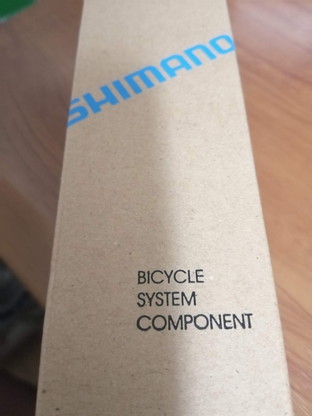 SHIMANO
BICYCLE
SYSTEM
COMPONENT